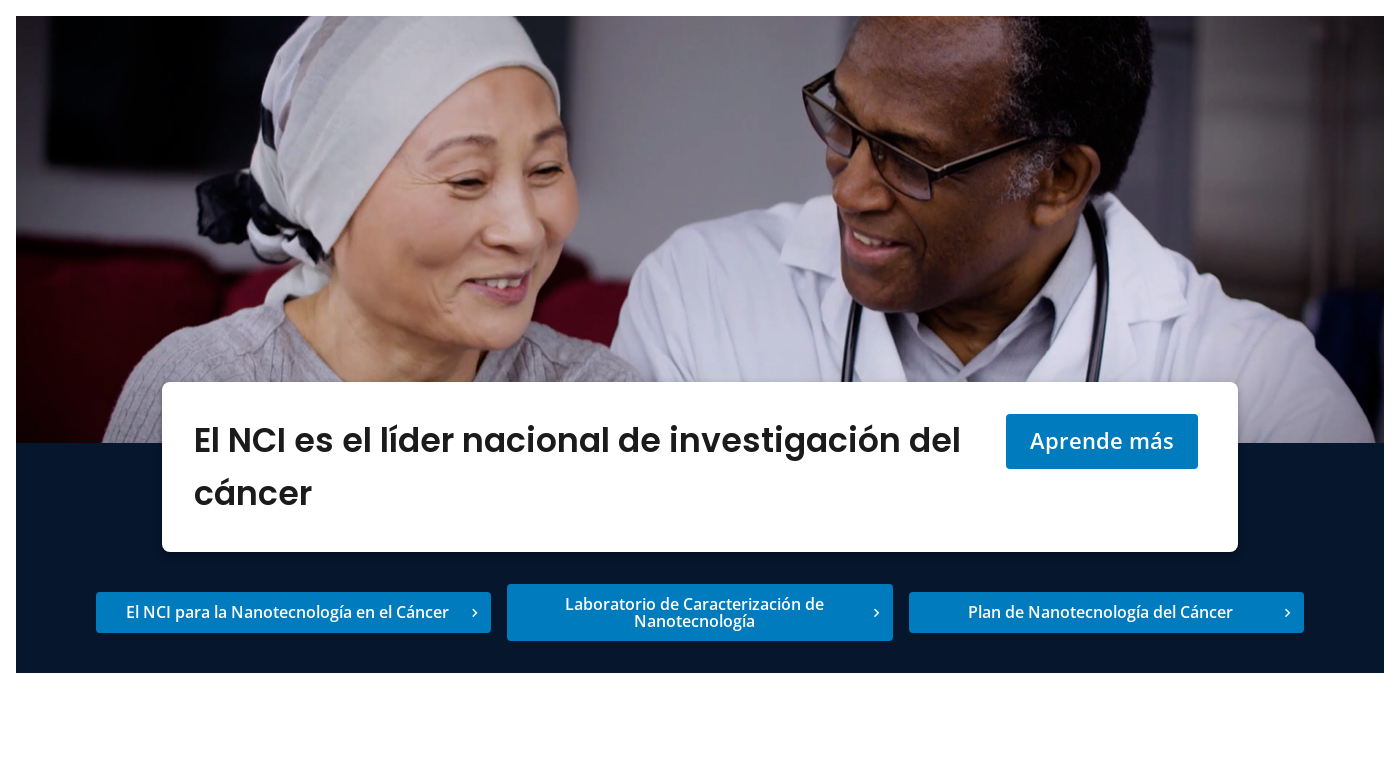 El NCI es el líder nacional de investigación del
cáncer
Aprende más
El NCI para la Nanotecnología en el Cáncer
Laboratorio de Caracterización de
Nanotecnología
Plan de Nanotecnología del Cáncer